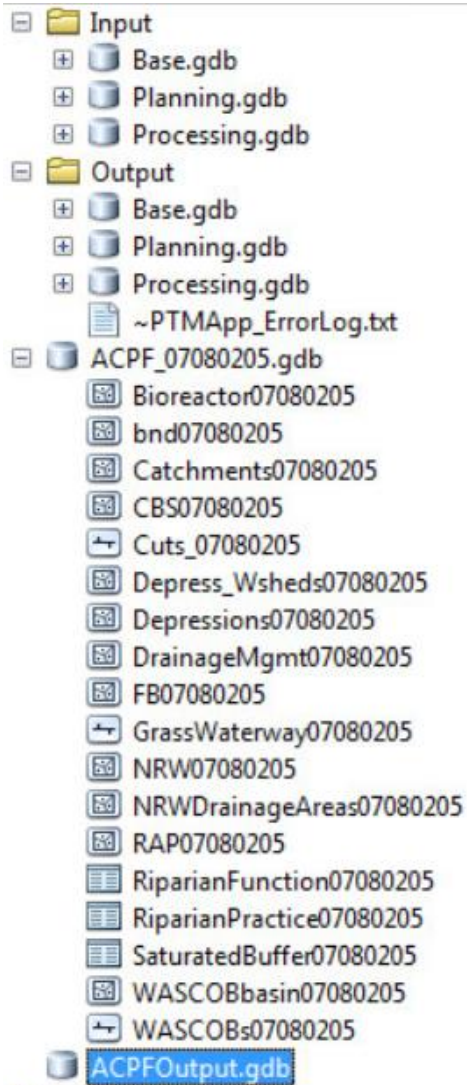 Input
Base.gdb
Planning.gdb
Processing.gdb
Output
Base.gdb
Planning.gdb
Processing.gdb
~PTMApp_ErrorLog.txt
ACPF_07080205.gdb
Bioreactor07080205
bnd07080205
Catchments07080205
CBS07080205
Cuts_07080205
Depress_Wsheds07080205
Depressions07080205
DrainageMgmt07080205
FB07080205
GrassWaterway07080205
NRW07080205
NRWDrainageAreas07080205
RAP07080205
RiparianFunction07080205
RiparianPractice07080205
SaturatedBuffer07080205
WASCOBbasin07080205
WASCOBs07080205
ACPFOutput.gdb